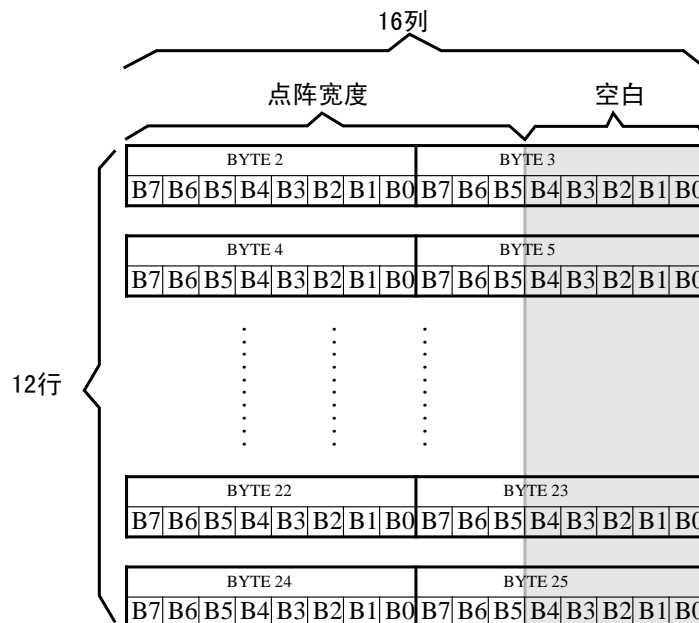 16列
点阵宽度 空白
BYTE 2 BYTE 3
B7 B6 B5 B4 B3 B2 B1 B0 B7 B6 B5 B4 B3 B2 B1 B0
BYTE 4 BYTE 5
B7 B6 B5 B4 B3 B2 B1 B0 B7 B6 B5 B4 B3 B2 B1 B0
12行
BYTE 22 BYTE 23
B7 B6 B5 B4 B3 B2 B1 B0 B7 B6 B5 B4 B3 B2 B1 B0
BYTE 24 BYTE 25
B7 B6 B5 B4 B3 B2 B1 B0 B7 B6 B5 B4 B3 B2 B1 B0